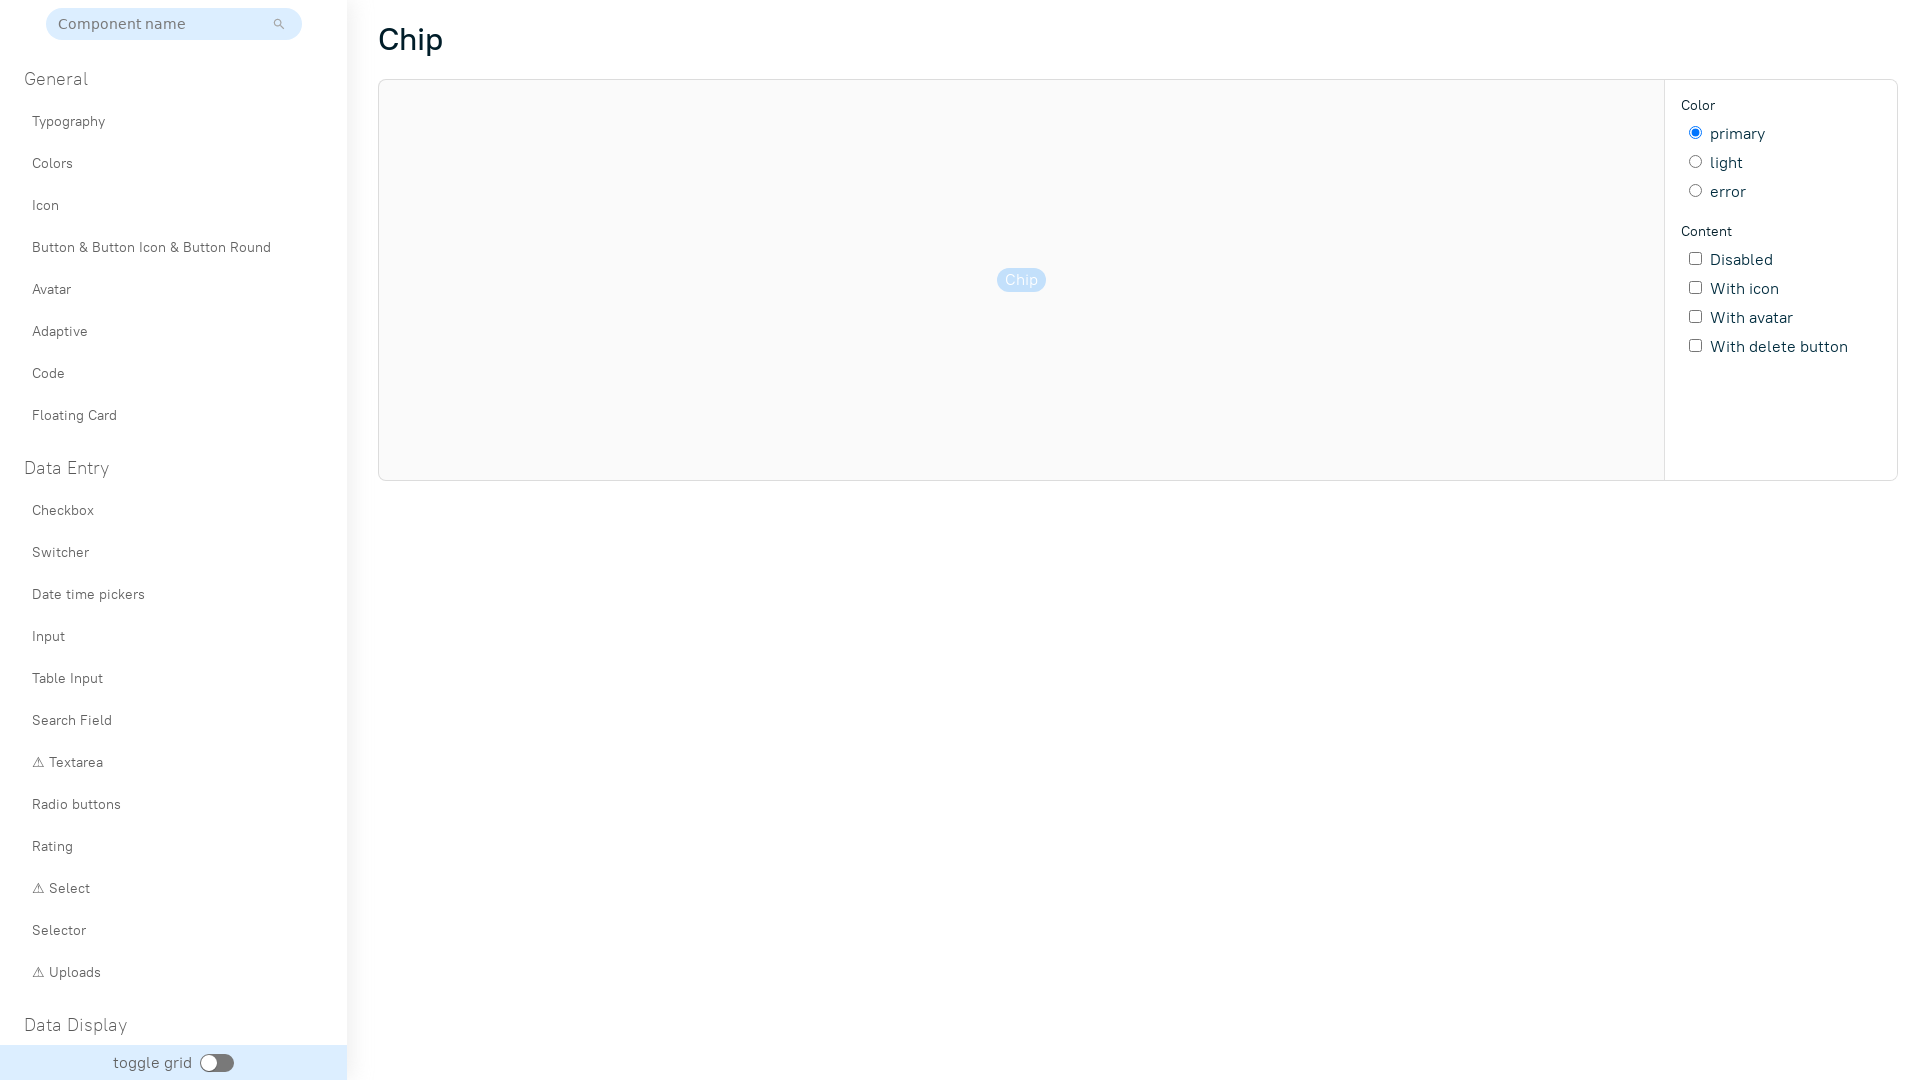 Component name
General
Typography
Colors
Icon
Button & Button Icon & Button Round
Avatar
Adaptive
Code
Floating Card
Data Entry
Checkbox
Switcher
Date time pickers
Input
Table Input
Search Field
⚠ Textarea
Radio buttons
Rating
⚠ Select
Selector
⚠ Uploads
Data Display
toggle grid
Chip
Chip
Color
primary
light
error
Content
Disabled
With icon
With avatar
With delete button